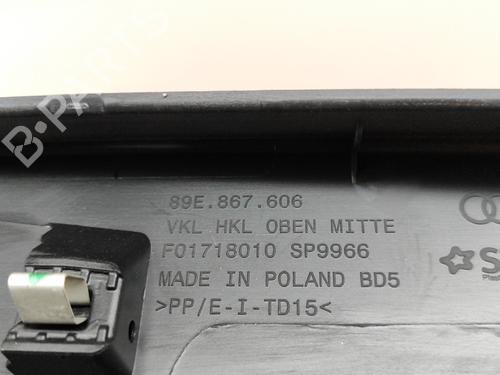 B-PARTS
89E.867.606
VKL HKL OBEN MITTE
F01718010 SP9966
MADE IN POLAND BD5
>PP/E-I-TD15<